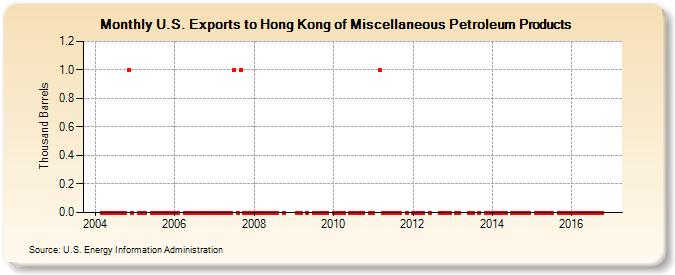 Monthly U.S. Exports to Hong Kong of Miscellaneous Petroleum Products
Thousand Barrels
1.2
1.0
0.8
0.6
0.4
0.2
0.0
2004 2006 2008 2010 2012 2014 2016
Source: U.S. Energy Information Administration